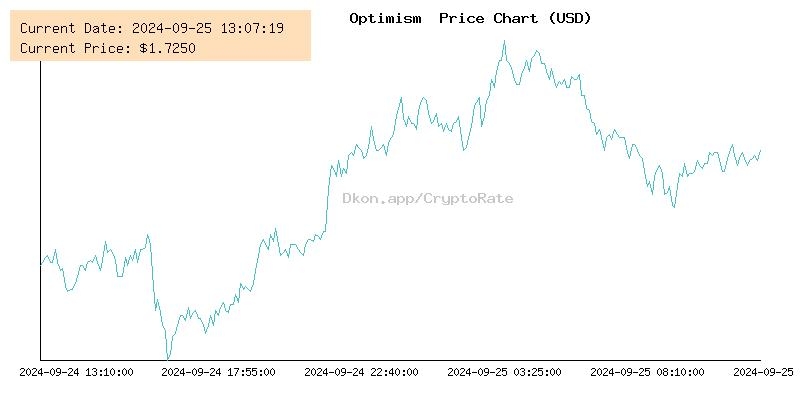 Optimism  Price Chart (USD)
Current Date: 2024-09-25 13:07:19
Current Price: $1.7250
Dkon.app/CryptoRate
2024-09-24 13:10:00 2024-09-24 17:55:00 2024-09-24 22:40:00 2024-09-25 03:25:00 2024-09-25 08:10:00 2024-09-25